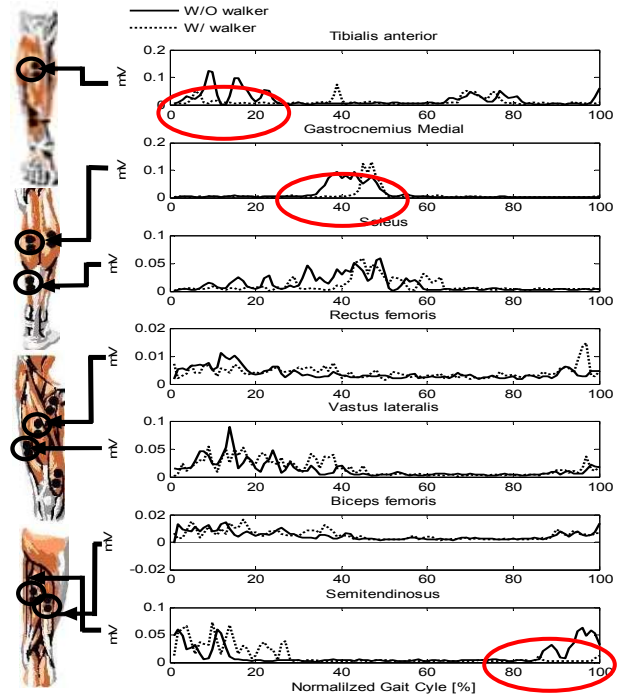 W/O walker
W/ walker
Tibialis anterior
mV
0.2
0.1
0
0 20 40 60 80 100
Gastrocnemius Medial
mV
0.2
0.1
0
0 20 40 60 80 100
Soleus
mV
0.1
0.05
0
0 20 40 60 80 100
Rectus femoris
mV
0.02
0.01
0
0 20 40 60 80 100
Vastus lateralis
mV
0.1
0.05
0
0 20 40 60 80 100
Biceps femoris
mV
0.02
0
-0.02
0 20 40 60 80 100
Semitendinosus
mV
0.1
0.05
0
0 20 40 60 80 100
Normalilzed Gait Cyle [%]